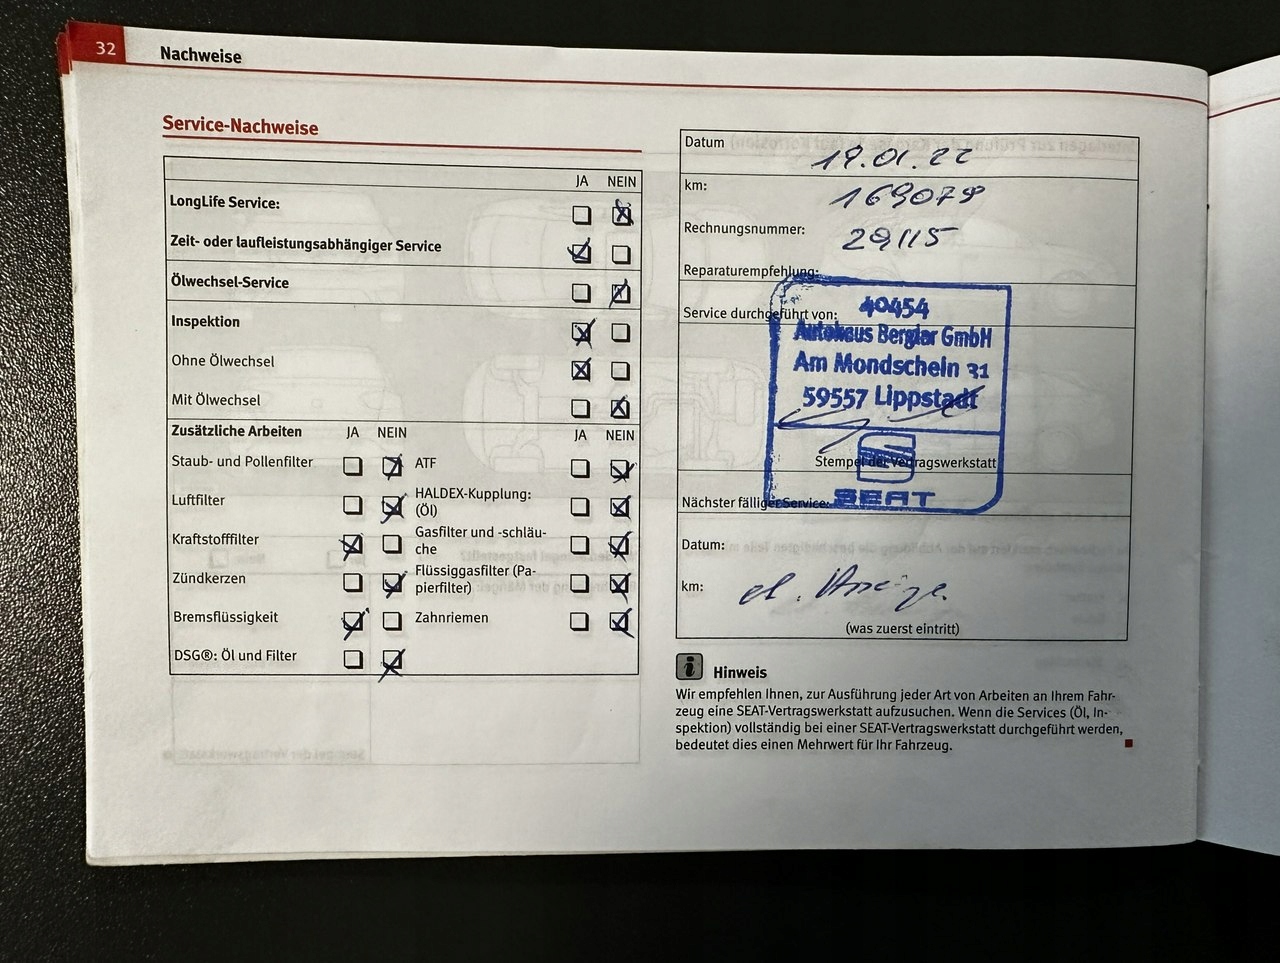 32
Nachweise
Service-Nachweise
JA NEIN
LongLife Service:
Zeit- oder laufleistungsabhängiger Service
Ölwechsel-Service
Inspektion
Ohne Ölwechsel
Mit Ölwechsel
Zusätzliche Arbeiten JA NEIN JA NEIN
Staub- und Pollenfilter ATF
Luftfilter HALDEX-Kupplung:
(Öl)
Kraftstofffilter Gasfilter und -schläu-
che
Zündkerzen Flüssiggasfilter (Pa-
pierfilter)
Bremsflüssigkeit Zahnriemen
DSG®: Öl und Filter
Datum 19.01.22
km: 169079
Rechnungsnummer: 29115
Reparaturempfehlung:
Service durchgeführt von:
40454
Autohaus Berglar GmbH
Am Mondschein 31
59557 Lippstadt
Stempel der Vertragswerkstatt
SEAT
Nächster fälliger Service:
Datum:
km: Anzeige
(was zuerst eintritt)
Hinweis
Wir empfehlen Ihnen, zur Ausführung jeder Art von Arbeiten an Ihrem Fahr-
zeug eine SEAT-Vertragswerkstatt aufzusuchen. Wenn die Services (Öl, In-
spektion) vollständig bei einer SEAT-Vertragswerkstatt durchgeführt werden,
bedeutet dies einen Mehrwert für Ihr Fahrzeug.